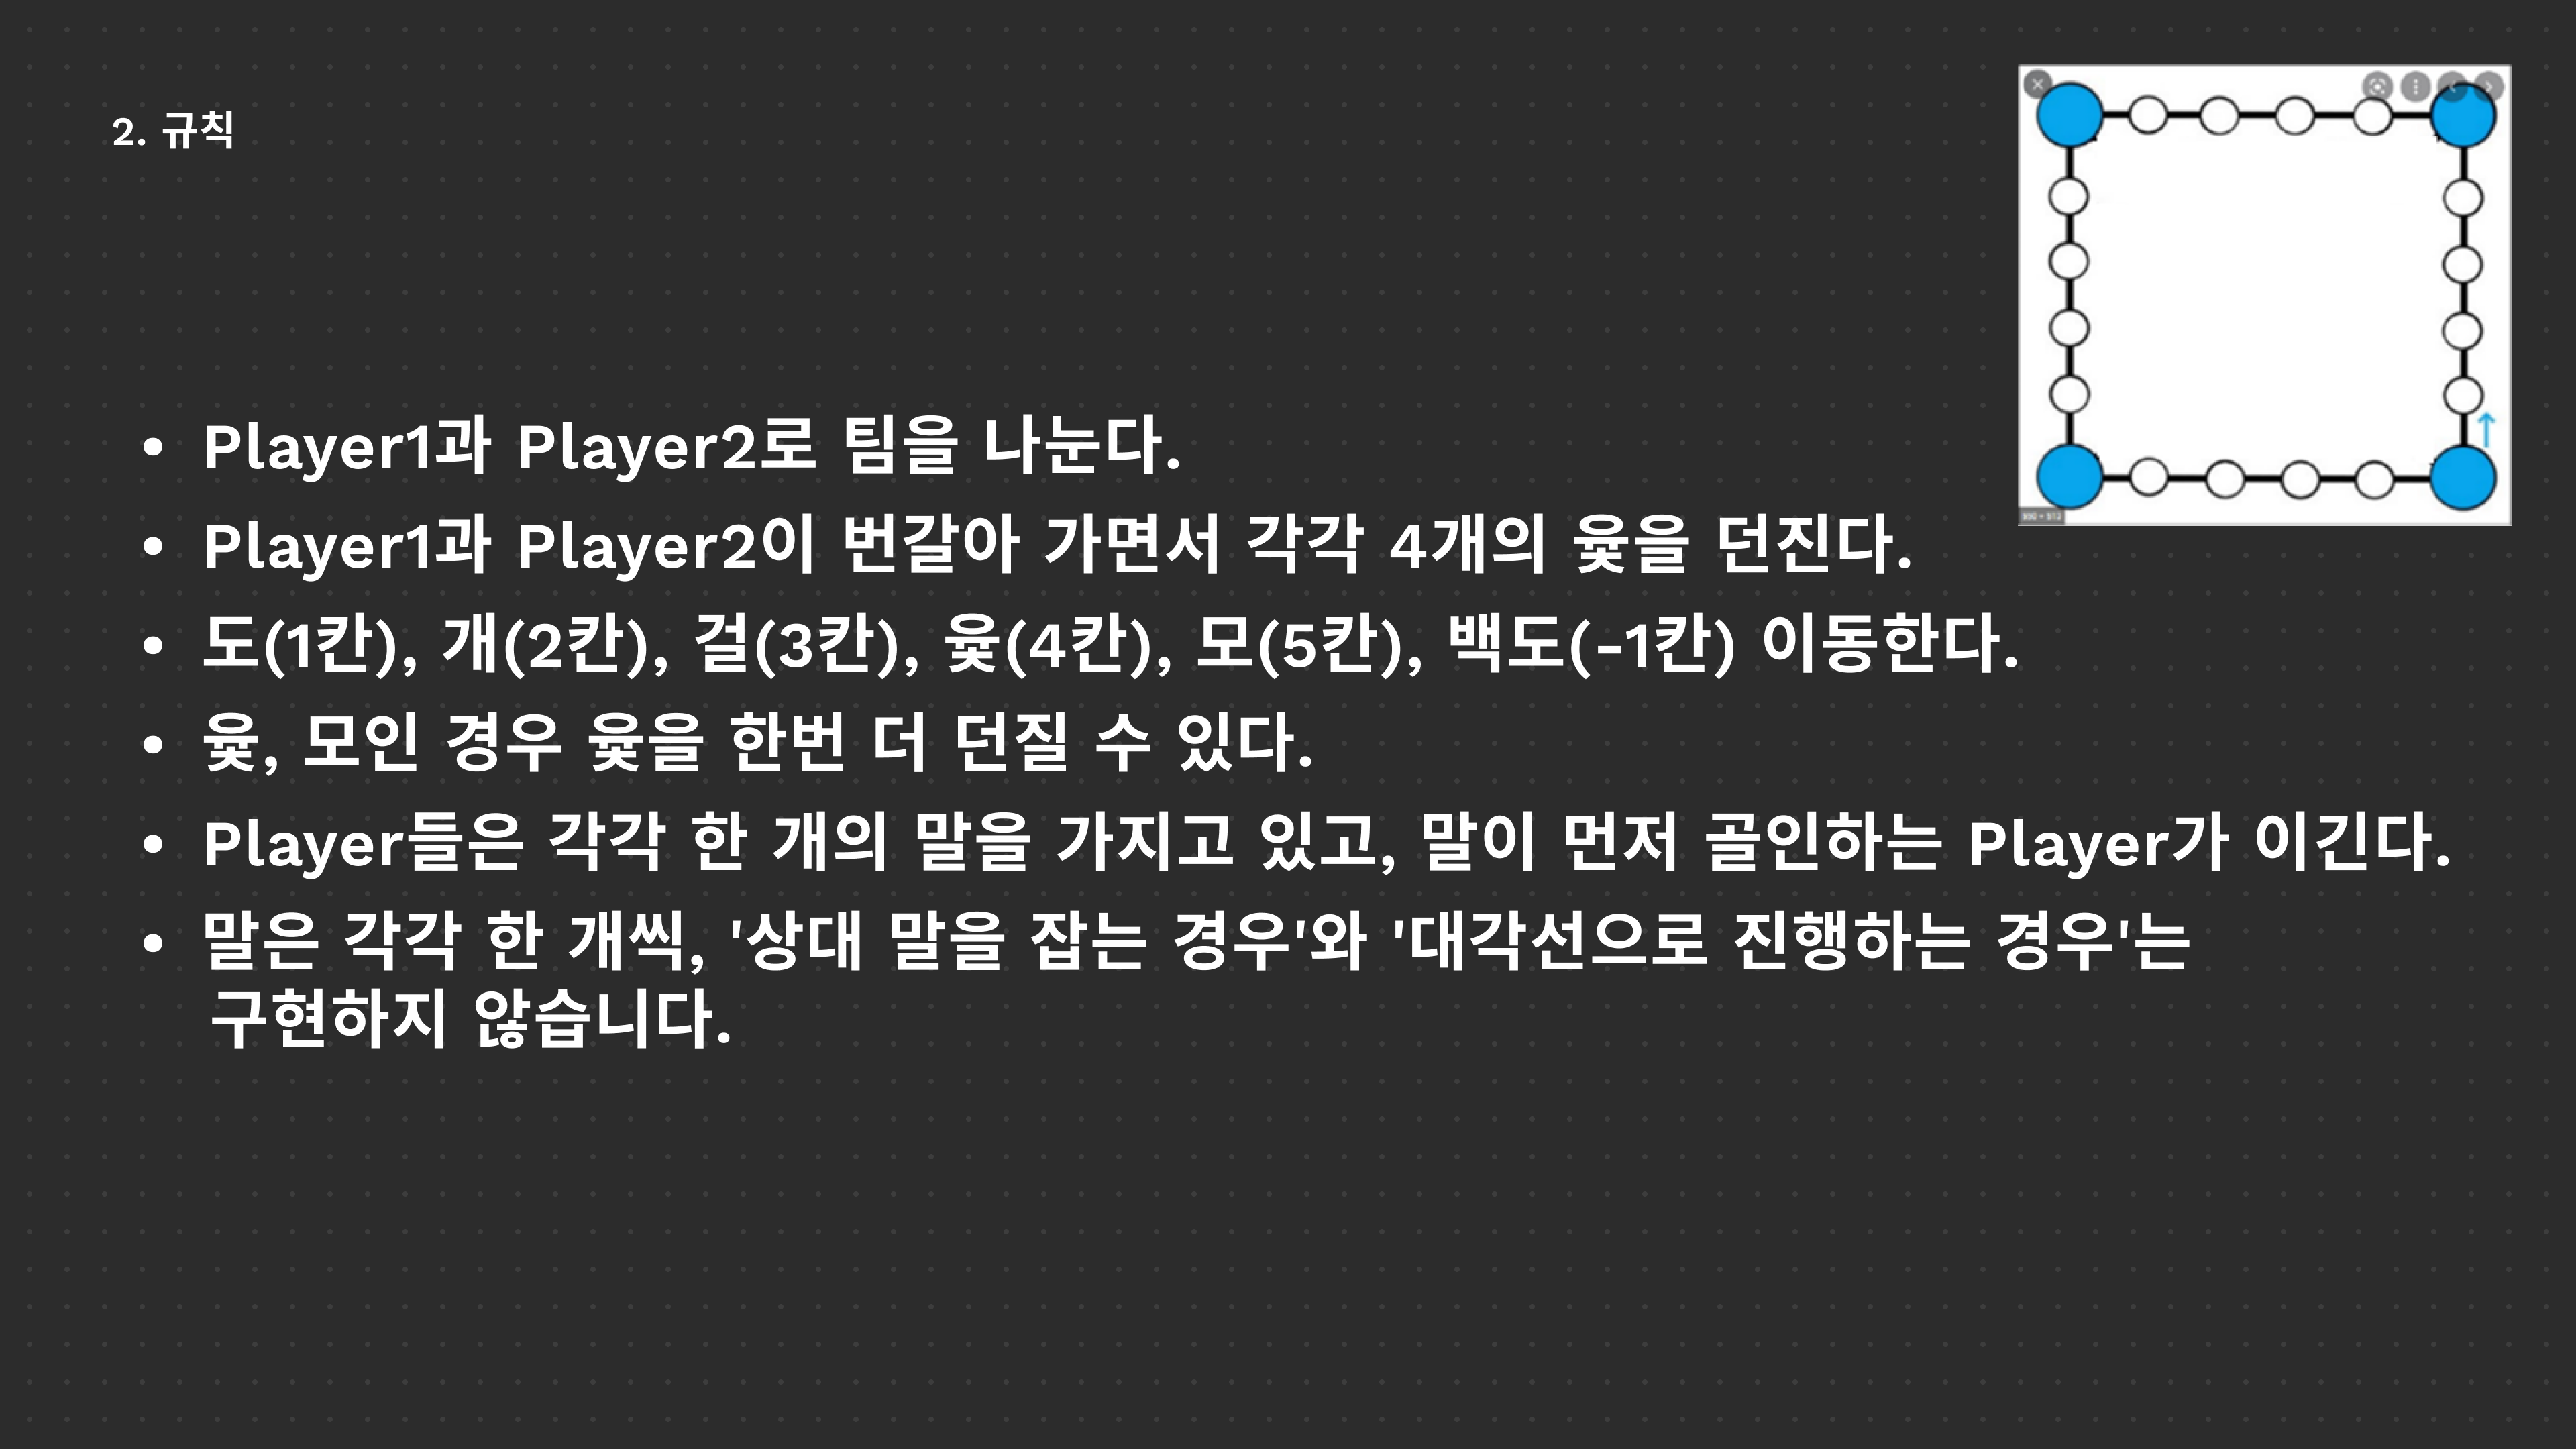 2. 규칙
• Player1과 Player2로 팀을 나눈다.
• Player1과 Player2이 번갈아 가면서 각각 4개의 윷을 던진다.
• 도(1칸), 개(2칸), 걸(3칸), 윷(4칸), 모(5칸), 백도(-1칸) 이동한다.
• 윷, 모인 경우 윷을 한번 더 던질 수 있다.
• Player들은 각각 한 개의 말을 가지고 있고, 말이 먼저 골인하는 Player가 이긴다.
• 말은 각각 한 개씩, '상대 말을 잡는 경우'와 '대각선으로 진행하는 경우'는
구현하지 않습니다.